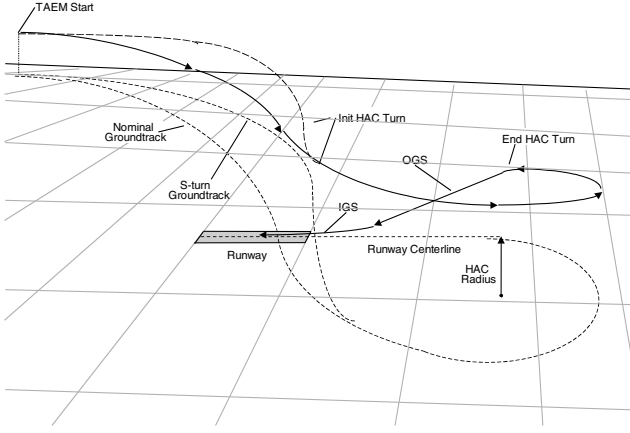 TAEM Start
Init HAC Turn
Nominal
Groundtrack
End HAC Turn
OGS
S-turn
Groundtrack
IGS
Runway
Runway Centerline
HAC
Radius